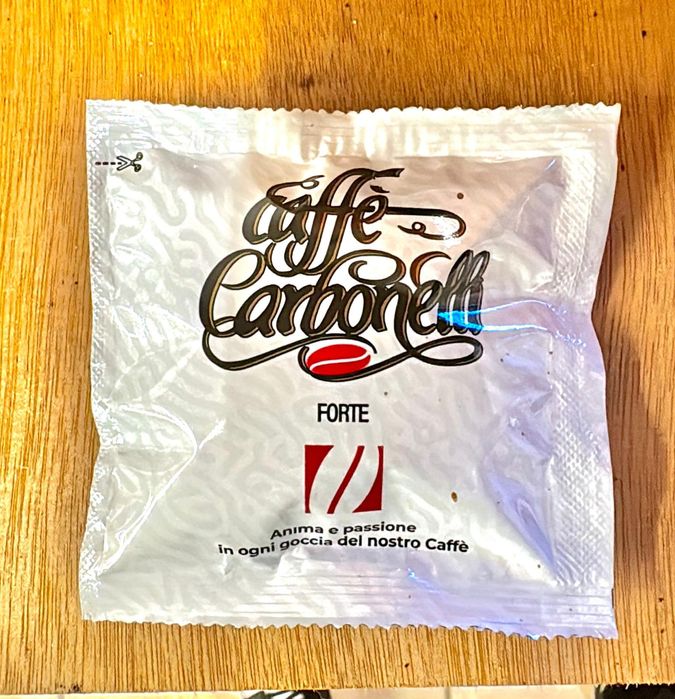 Caffè
Carbonelli
FORTE
Anima e passione
in ogni goccia del nostro Caffè